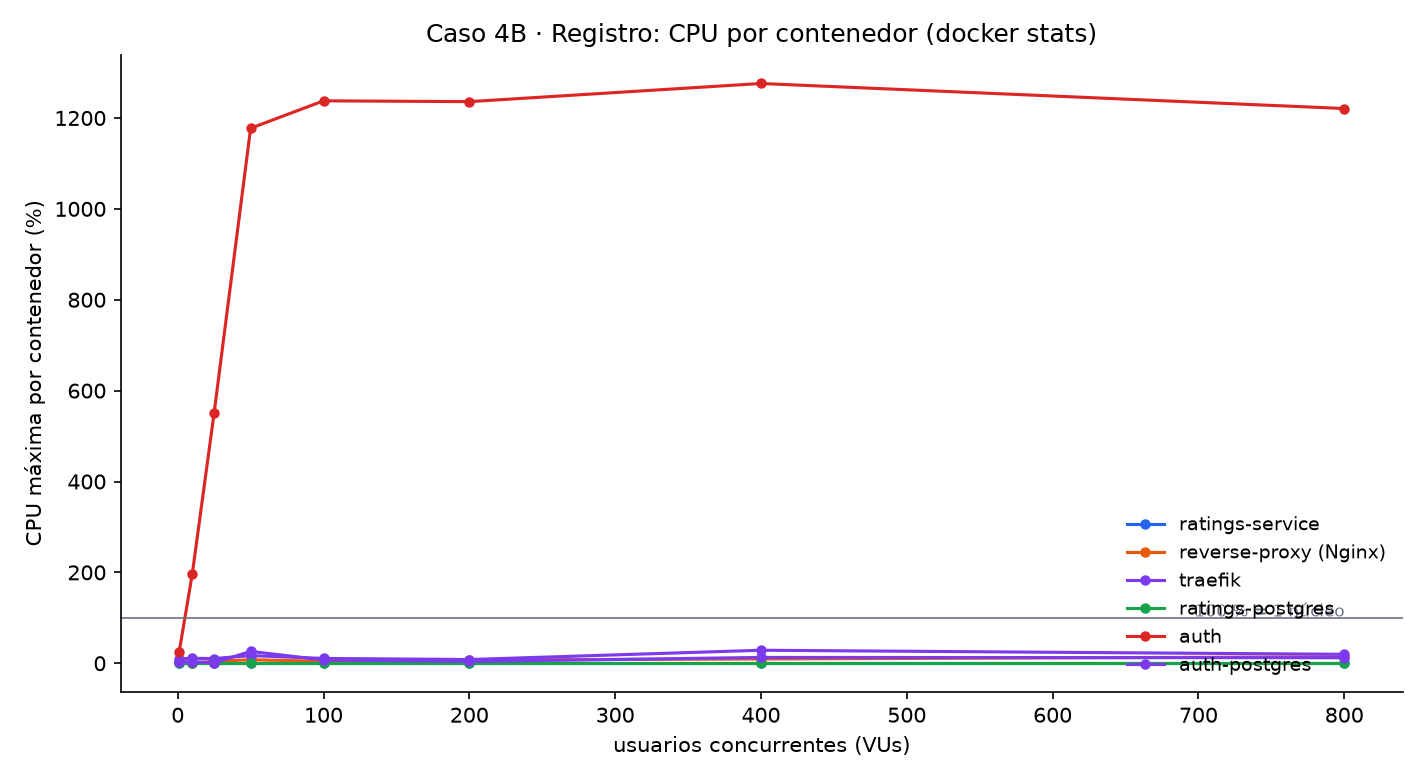 Caso 4B · Registro: CPU por contenedor (docker stats)
CPU máxima por contenedor (%)
1200
1000
800
600
400
200
0
ratings-service
reverse-proxy (Nginx)
traefik
ratings-postgres
auth
auth-postgres
0 100 200 300 400 500 600 700 800
usuarios concurrentes (VUs)